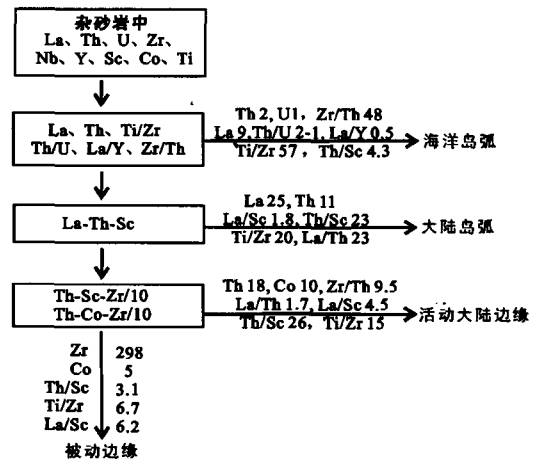 杂砂岩中
La、Th、U、Zr、
Nb、Y、Sc、Co、Ti
La、Th、Ti/Zr
Th/U、La/Y、Zr/Th
Th 2, U1, Zr/Th 48
La 9,Th/U 2-1, La/Y 0.5
Ti/Zr 57, Th/Sc 4.3
海洋岛弧
La-Th-Sc
La 25, Th 11
La/Sc 1.8, Th/Sc 23
Ti/Zr 20, La/Th 23
大陆岛弧
Th-Sc-Zr/10
Th-Co-Zr/10
Th 18, Co 10, Zr/Th 9.5
La/Th 1.7, La/Sc 4.5
Th/Sc 26, Ti/Zr 15
活动大陆边缘
Zr 298
Co 5
Th/Sc 3.1
Ti/Zr 6.7
La/Sc 6.2
被动边缘